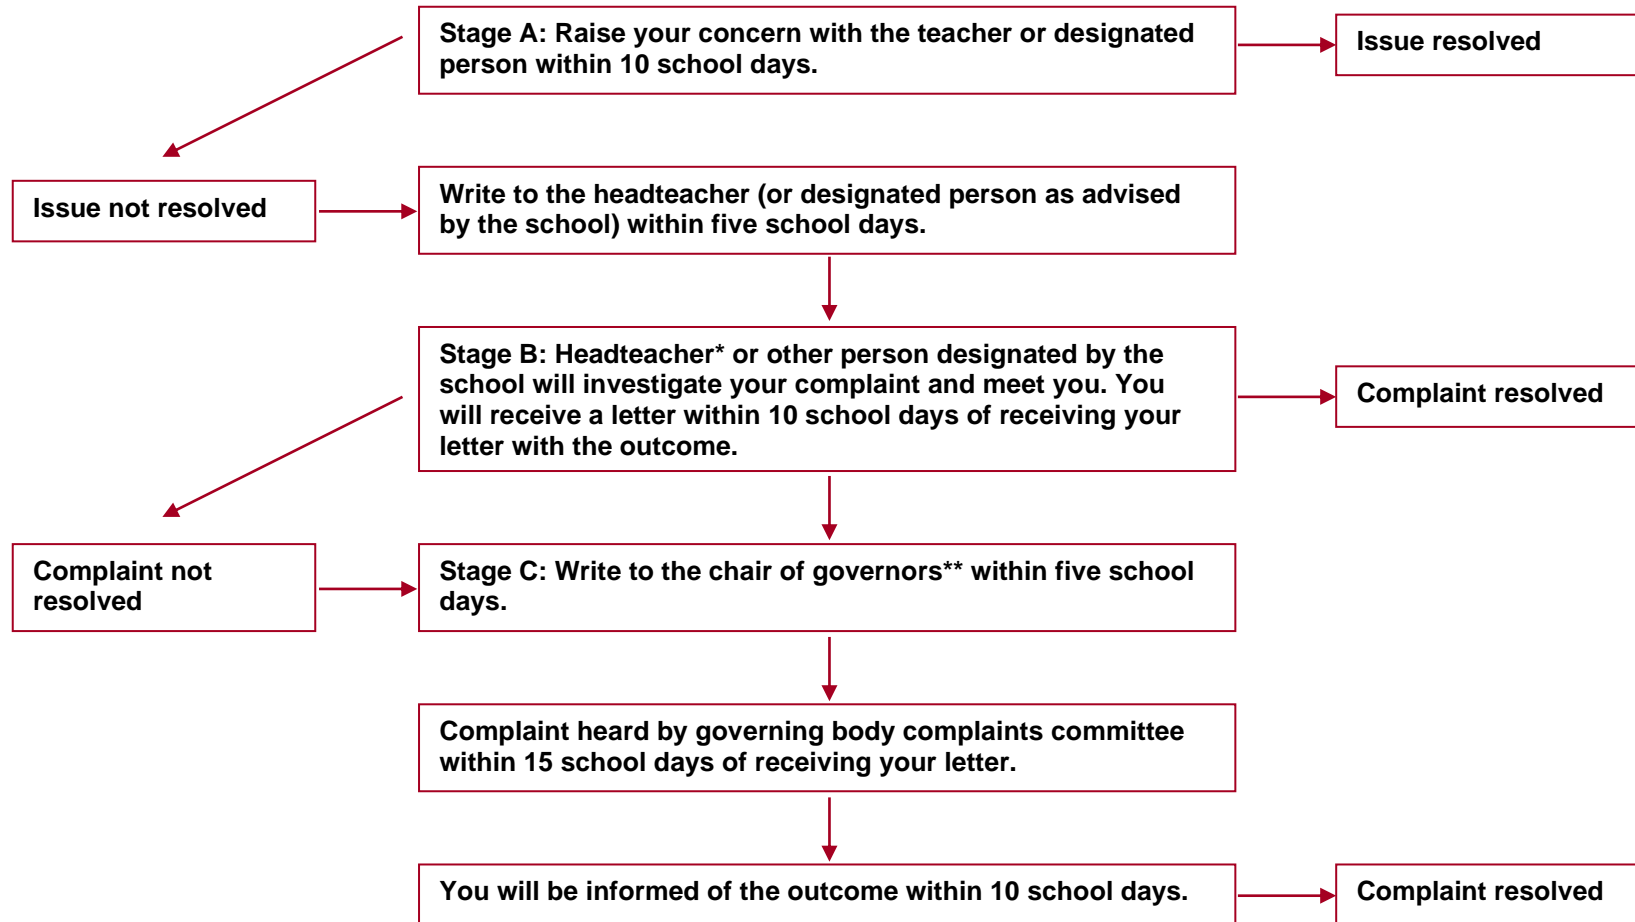 Stage A: Raise your concern with the teacher or designated
person within 10 school days.
Issue resolved
Issue not resolved
Write to the headteacher (or designated person as advised
by the school) within five school days.
Stage B: Headteacher* or other person designated by the
school will investigate your complaint and meet you. You
will receive a letter within 10 school days of receiving your
letter with the outcome.
Complaint resolved
Complaint not
resolved
Stage C: Write to the chair of governors** within five school
days.
Complaint heard by governing body complaints committee
within 15 school days of receiving your letter.
You will be informed of the outcome within 10 school days.
Complaint resolved